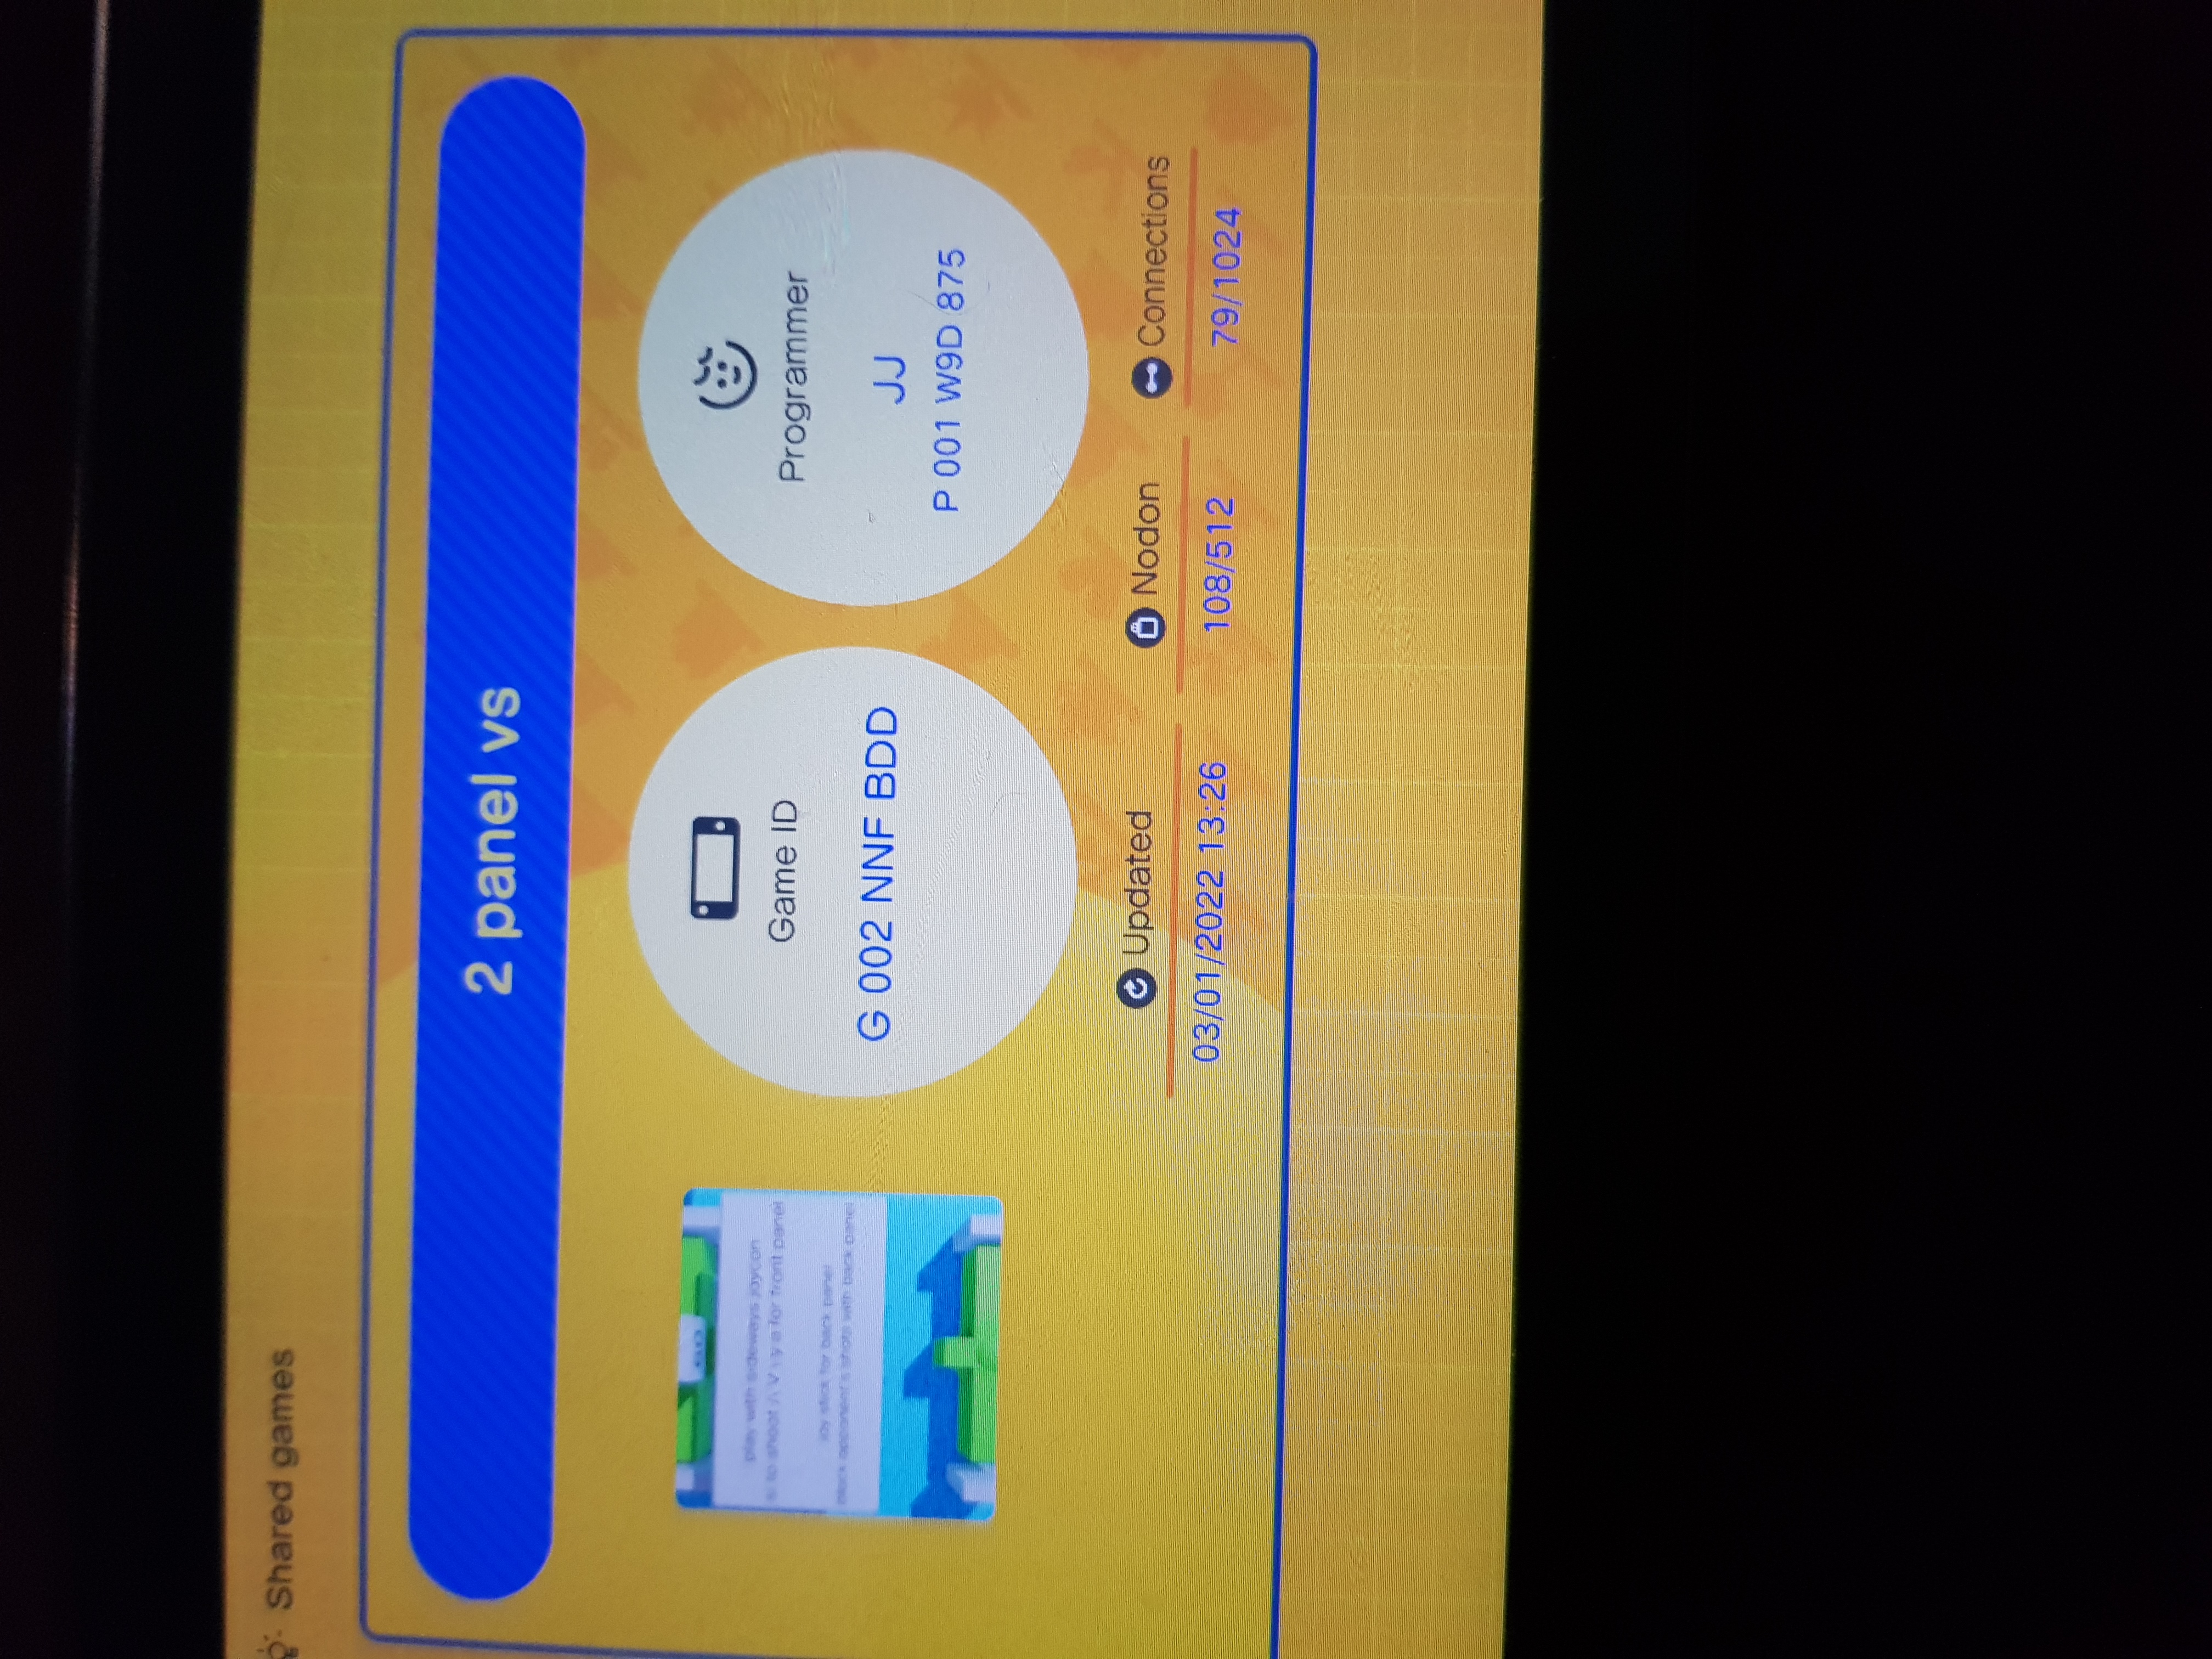 Shared games
2 panel vs
play with sideways joycon
to shoot for front panel
joy stick for back panel
block opponent's shots with back panel
Game ID
G 002 NNF BDD
Programmer
JJ
P 001 W9D 875
Updated
03/01/2022 13:26
Nodon
108/512
Connections
79/1024